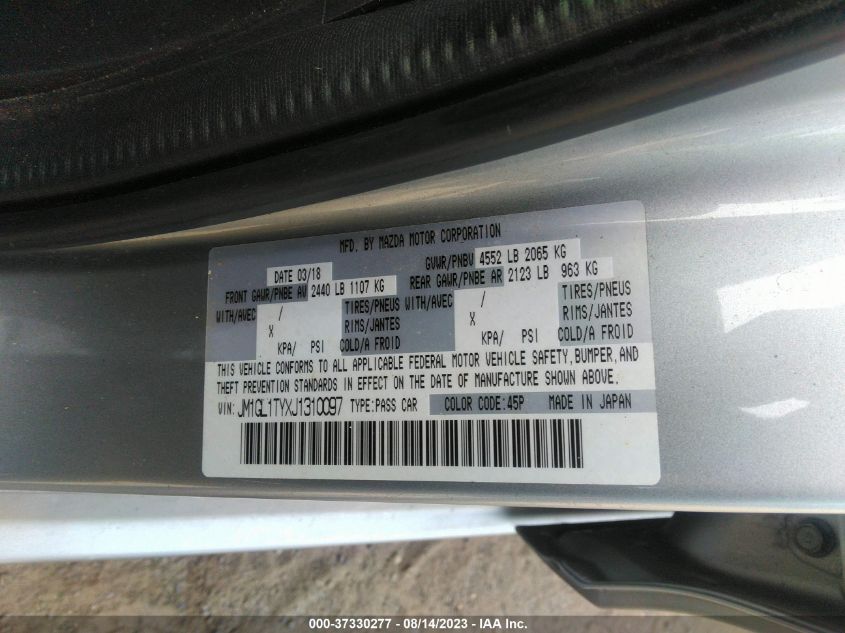 MFD. BY MAZDA MOTOR CORPORATION
DATE 03/18 GVWR/PNBV 4552 LB 2065 KG
FRONT GAWR/PNBE AV 2440 LB 1107 KG REAR GAWR/PNBE AR 2123 LB 963 KG
WITH/AVEC / TIRES/PNEUS WITH/AVEC / TIRES/PNEUS
X RIMS/JANTES X RIMS/JANTES
KPA/ PSI COLD/A FROID KPA/ PSI COLD/A FROID
THIS VEHICLE CONFORMS TO ALL APPLICABLE FEDERAL MOTOR VEHICLE SAFETY, BUMPER, AND
THEFT PREVENTION STANDARDS IN EFFECT ON THE DATE OF MANUFACTURE SHOWN ABOVE.
VIN: JM1GL1TYXJ1310097 TYPE:PASS CAR COLOR CODE:45P MADE IN JAPAN
000-37330277 - 08/14/2023 - IAA Inc.